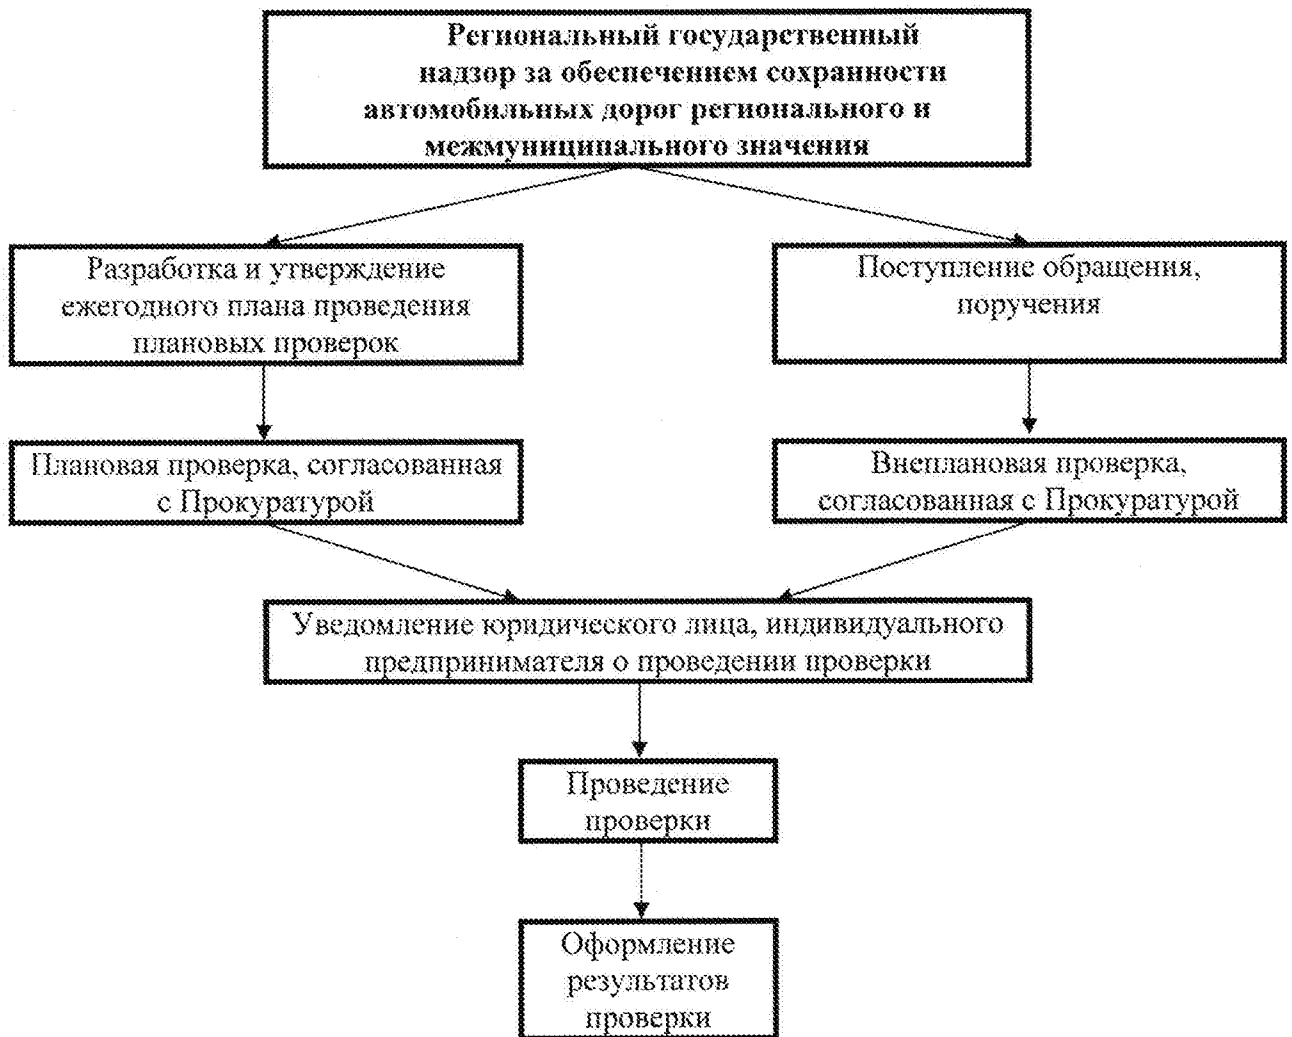 Региональный государственный
надзор за обеспечением сохранности
автомобильных дорог регионального и
межмуниципального значения
Разработка и утверждение
ежегодного плана проведения
плановых проверок
Поступление обращения,
поручения
Плановая проверка, согласованная
с Прокуратурой
Внеплановая проверка,
согласованная с Прокуратурой
Уведомление юридического лица, индивидуального
предпринимателя о проведении проверки
Проведение
проверки
Оформление
результатов
проверки